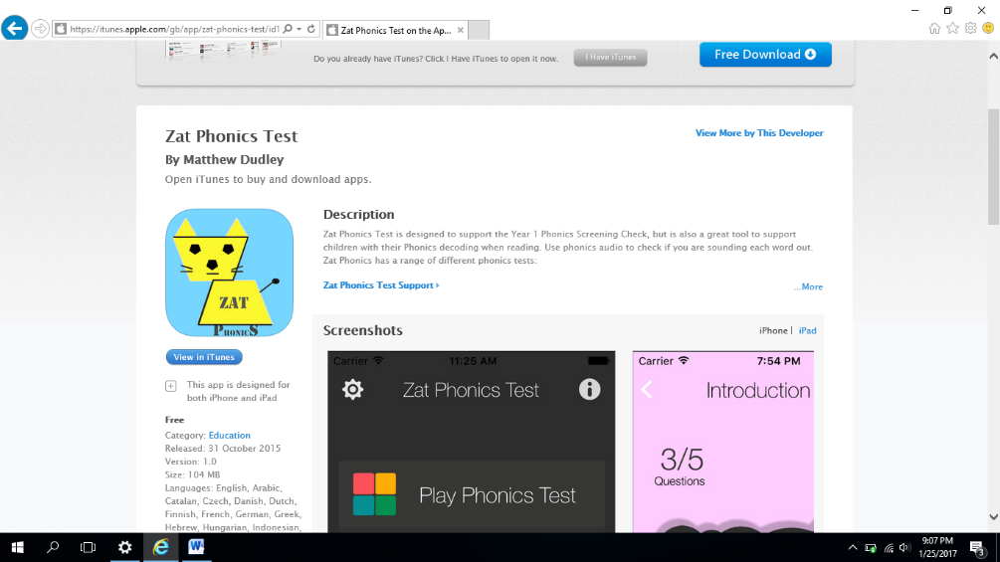 https://itunes.apple.com/gb/app/zat-phonics-test/id1
Zat Phonics Test on the Ap...
Do you already have iTunes? Click I Have iTunes to open it now.
I Have iTunes
Free Download
Zat Phonics Test
View More by This Developer
By Matthew Dudley
Open iTunes to buy and download apps.
ZAT
PHONICS
View in iTunes
This app is designed for
both iPhone and iPad
Free
Category: Education
Released: 31 October 2015
Version: 1.0
Size: 104 MB
Languages: English, Arabic,
Catalan, Czech, Danish, Dutch,
Finnish, French, German, Greek,
Hebrew, Hungarian, Indonesian,
Description
Zat Phonics Test is designed to support the Year 1 Phonics Screening Check, but is also a great tool to support
children with their Phonics decoding when reading. Use phonics audio to check if you are sounding each word out.
Zat Phonics has a range of different phonics tests:
Zat Phonics Test Support
...More
Screenshots
iPhone | iPad
Carrier 11:25 AM
Zat Phonics Test
Play Phonics Test
Carrier 7:54 PM
Introduction
3/5
Questions
9:07 PM
1/25/2017
3